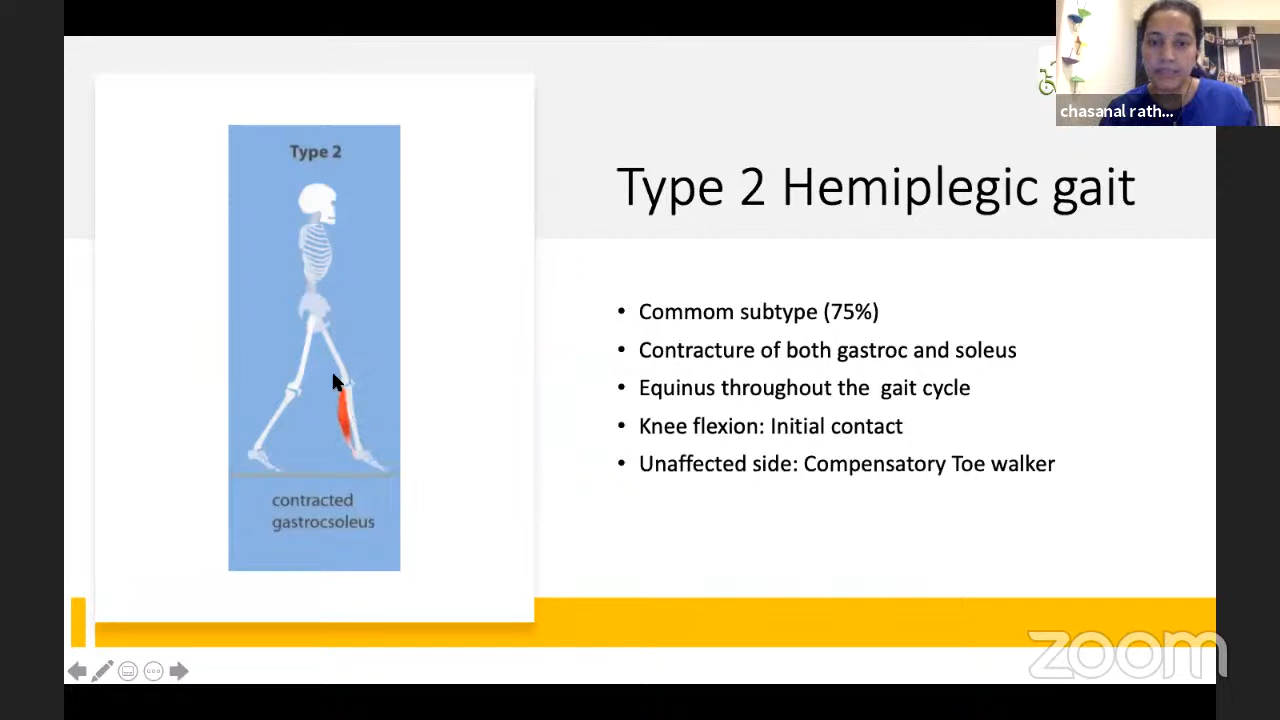 chasanal rath...
Type 2
Type 2 Hemiplegic gait
• Commom subtype (75%)
• Contracture of both gastroc and soleus
• Equinus throughout the gait cycle
• Knee flexion: Initial contact
• Unaffected side: Compensatory Toe walker
contracted
gastrocsoleus
zoom